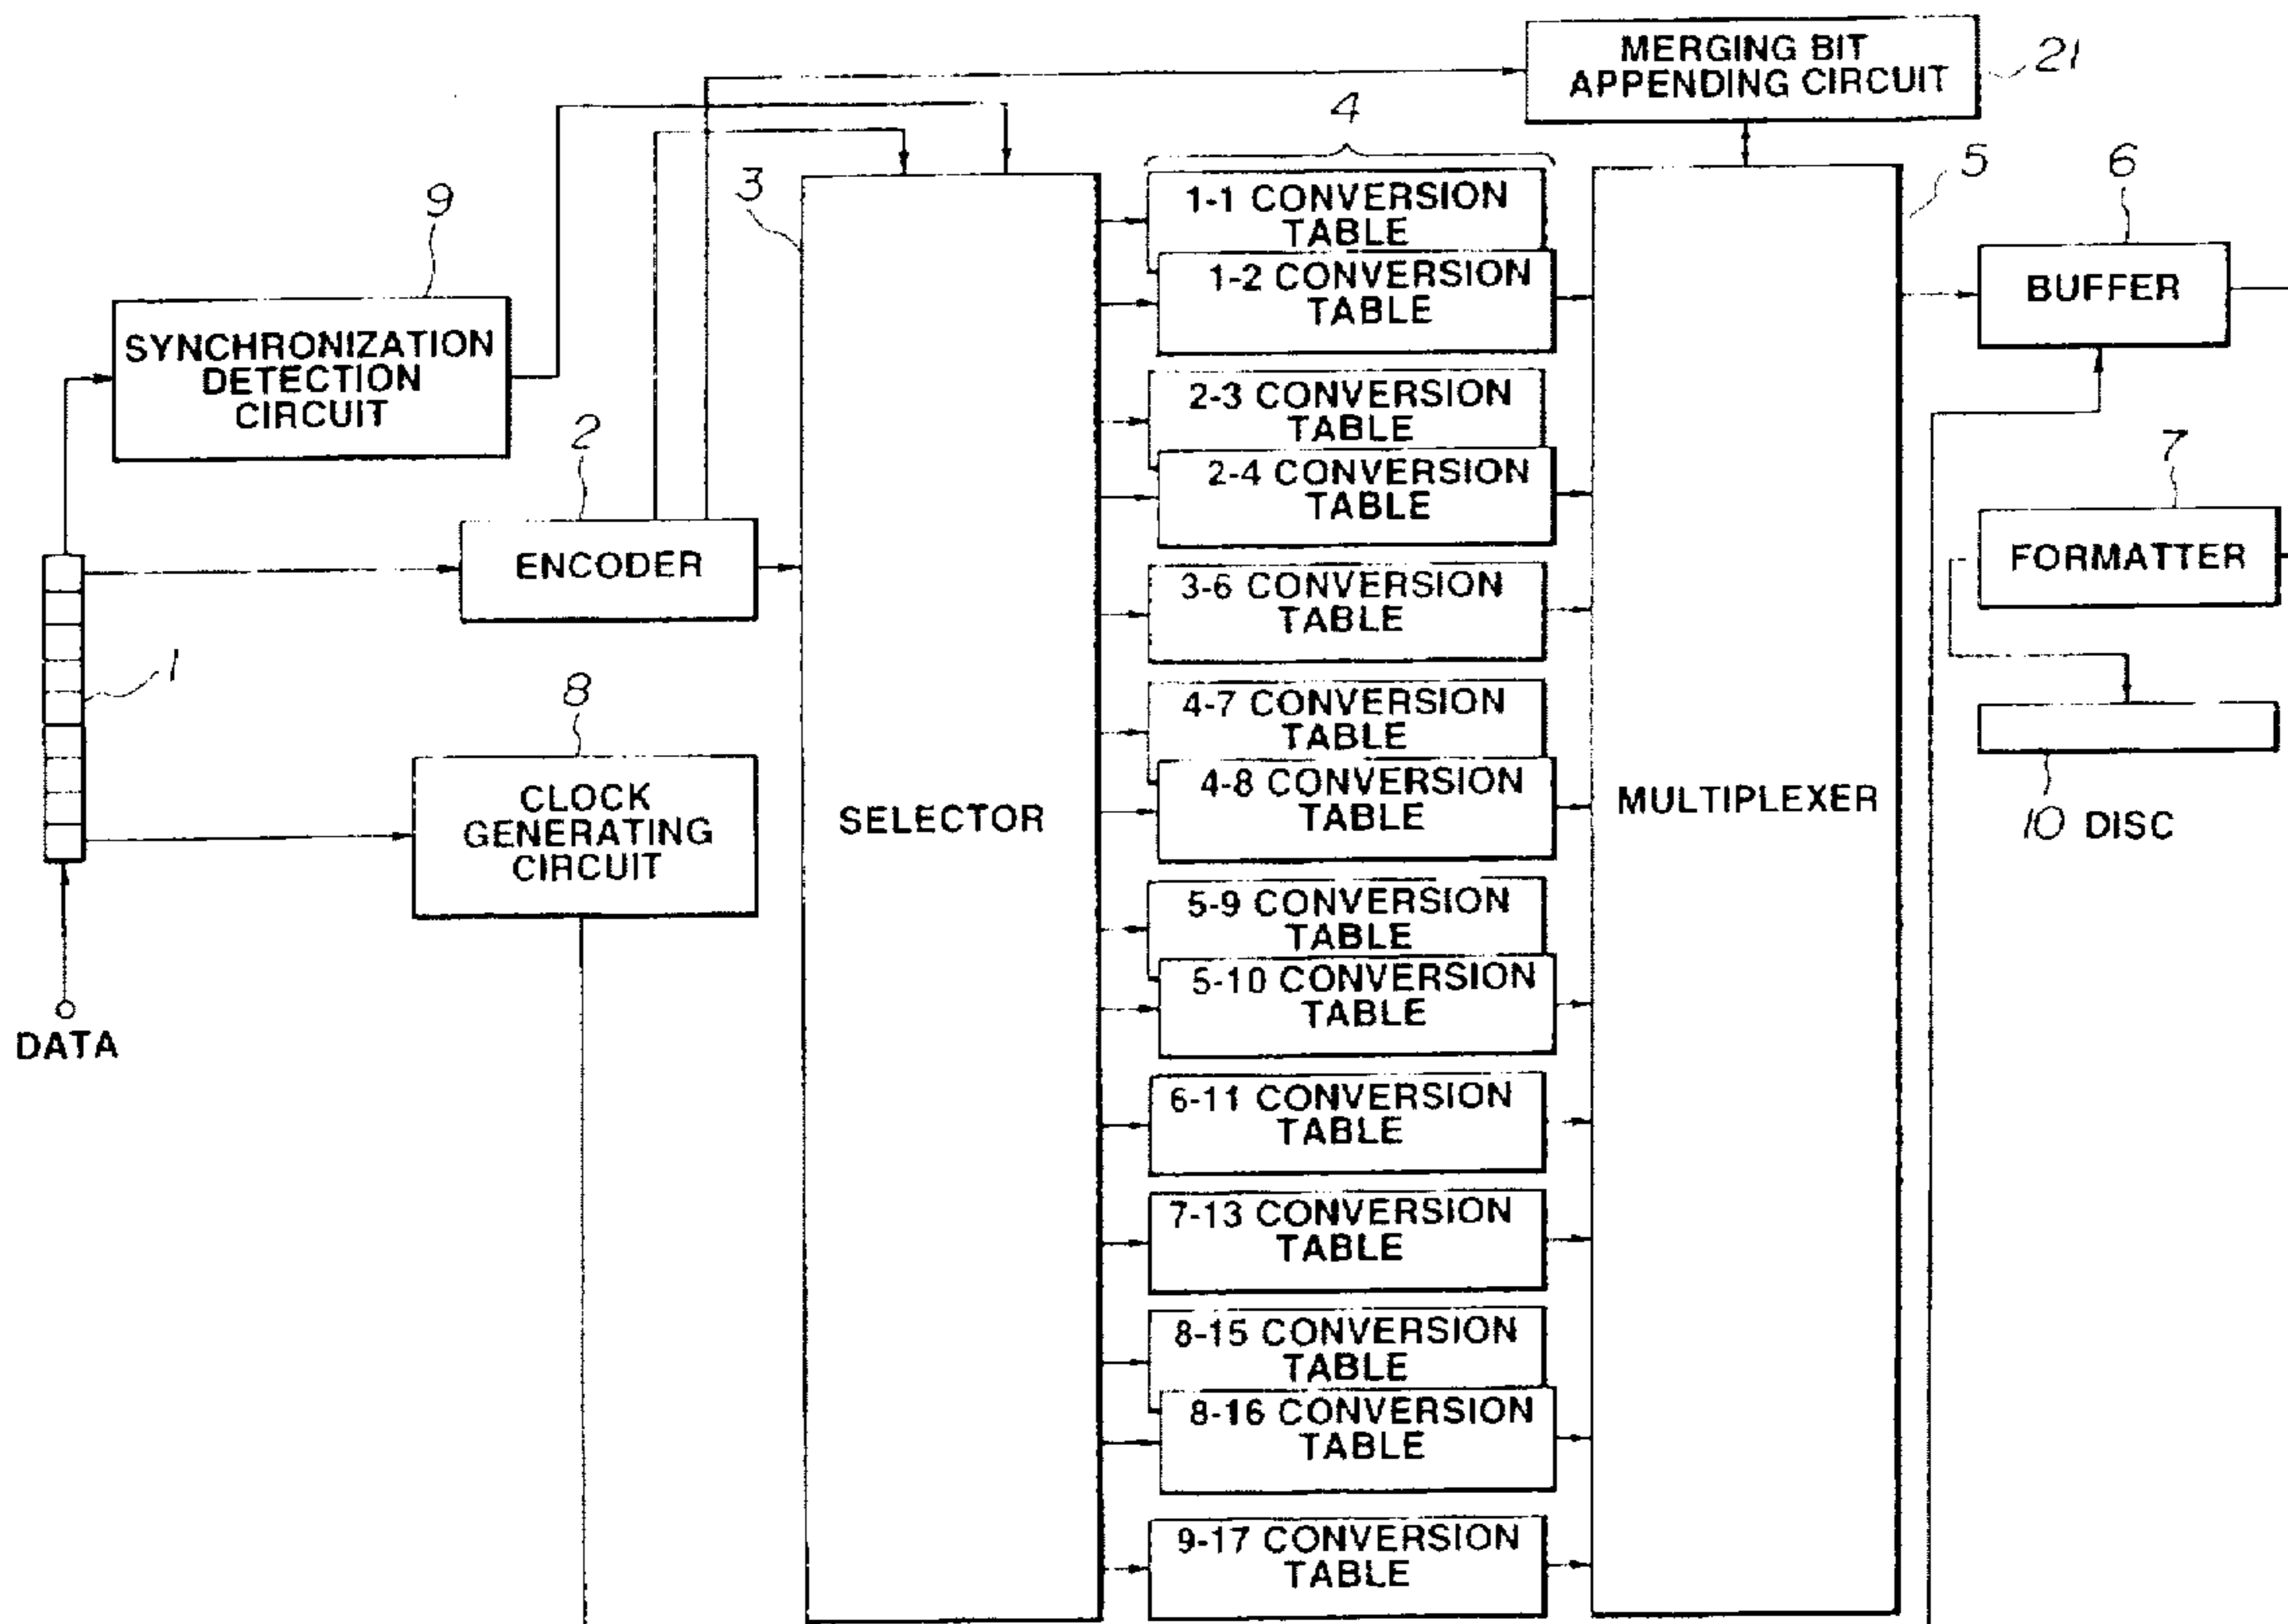 MERGING BIT
APPENDING CIRCUIT
21
4
3
5
6
9
1-1 CONVERSION
TABLE
1-2 CONVERSION
TABLE
BUFFER
SYNCHRONIZATION
DETECTION
CIRCUIT
2-3 CONVERSION
TABLE
2
2-4 CONVERSION
TABLE
7
ENCODER
FORMATTER
3-6 CONVERSION
TABLE
1
8
4-7 CONVERSION
TABLE
CLOCK
GENERATING
CIRCUIT
SELECTOR
4-8 CONVERSION
TABLE
MULTIPLEXER
10 DISC
5-9 CONVERSION
TABLE
5-10 CONVERSION
TABLE
DATA
6-11 CONVERSION
TABLE
7-13 CONVERSION
TABLE
8-15 CONVERSION
TABLE
8-16 CONVERSION
TABLE
9-17 CONVERSION
TABLE